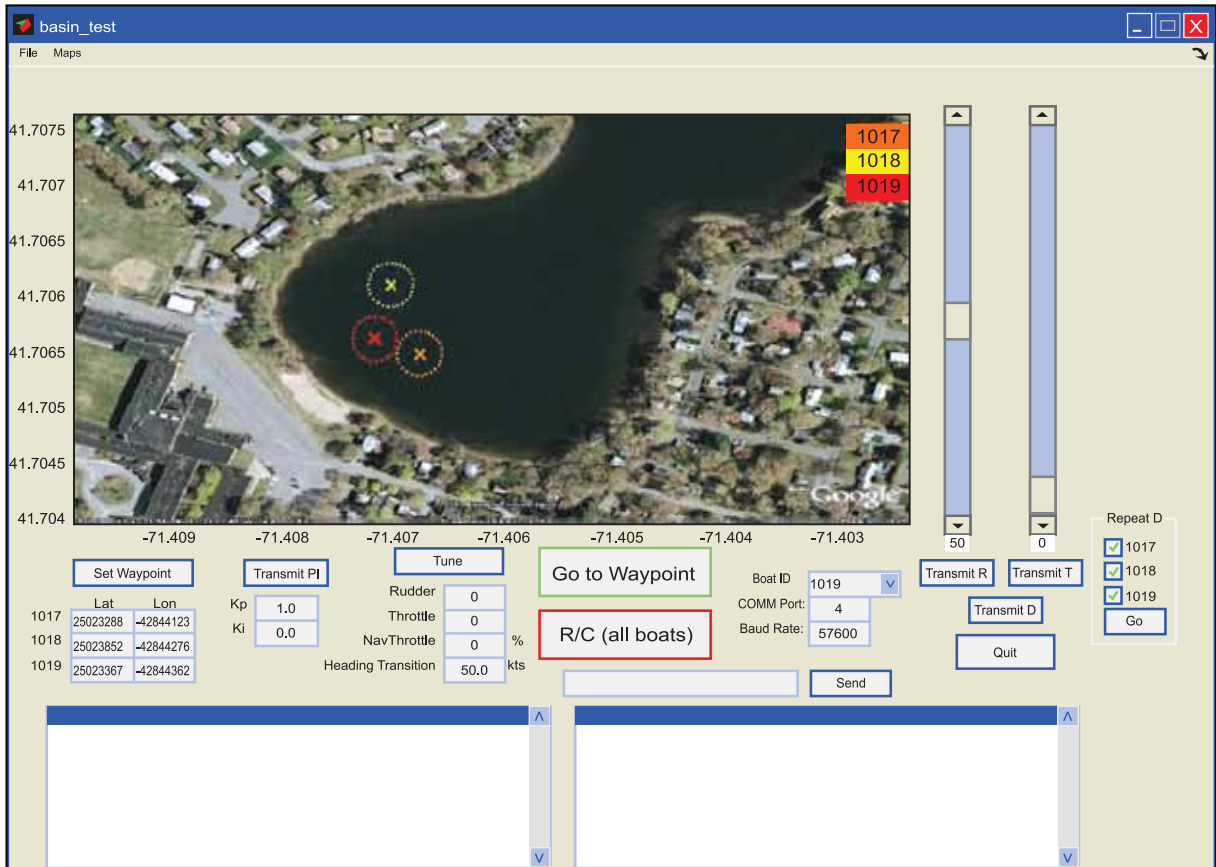 basin_test
File Maps
41.7075
41.707
41.7065
41.706
41.7065
41.705
41.7045
41.704
1017
1018
1019
Google
-71.409 -71.408 -71.407 -71.406 -71.405 -71.404 -71.403
50 0
Repeat D
1017
1018
1019
Go
Set Waypoint
Transmit PI
Tune
Go to Waypoint
R/C (all boats)
Boat ID 1019
COMM Port: 4
Baud Rate: 57600
Transmit R Transmit T
Transmit D
Quit
Lat Lon
1017 25023288 -42844123
1018 25023852 -42844276
1019 25023367 -42844362
Kp 1.0
Ki 0.0
Rudder 0
Throttle 0
NavThrottle 0 %
Heading Transition 50.0 kts
Send